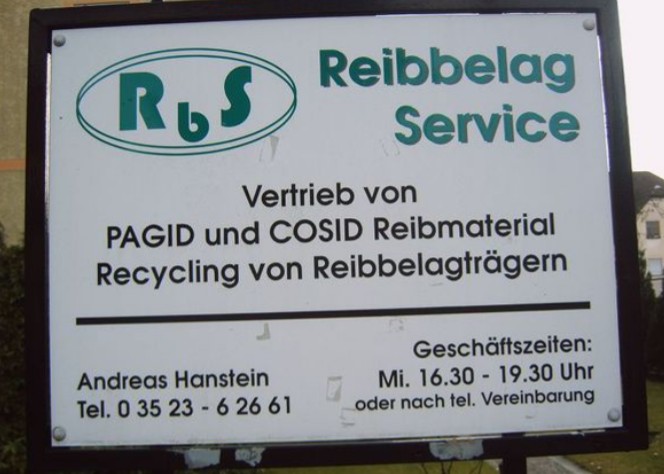 RbS
Reibbelag
Service
Vertrieb von
PAGID und COSID Reibmaterial
Recycling von Reibbelagträgern
Andreas Hanstein
Tel. 0 35 23 - 6 26 61
Geschäftszeiten:
Mi. 16.30 - 19.30 Uhr
oder nach tel. Vereinbarung